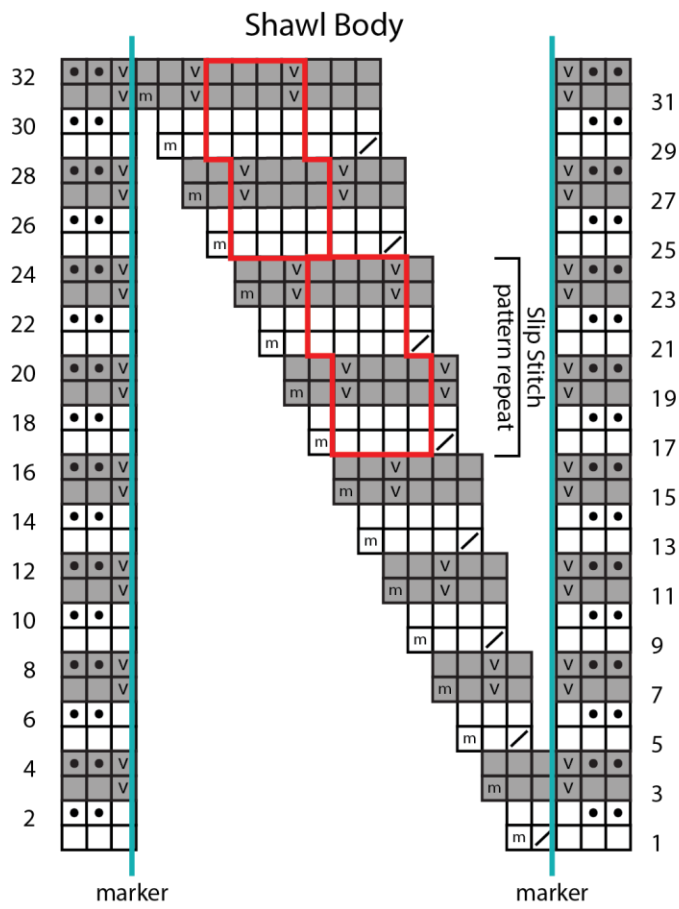 Shawl Body
32 V V V V
V m V V V 31
30
m 29
28 V V V V
V m V V V 27
26
m 25
24 V V V V
V m V V V 23
22
m 21
Slip Stitch
pattern repeat
20 V V V V
V m V V V 19
18
m 17
16 V V V
V m V V 15
14
m 13
12 V V V
V m V V 11
10
m 9
8 V V V
V m V V 7
6
m 5
4 V V
V m V 3
2
m 1
marker marker